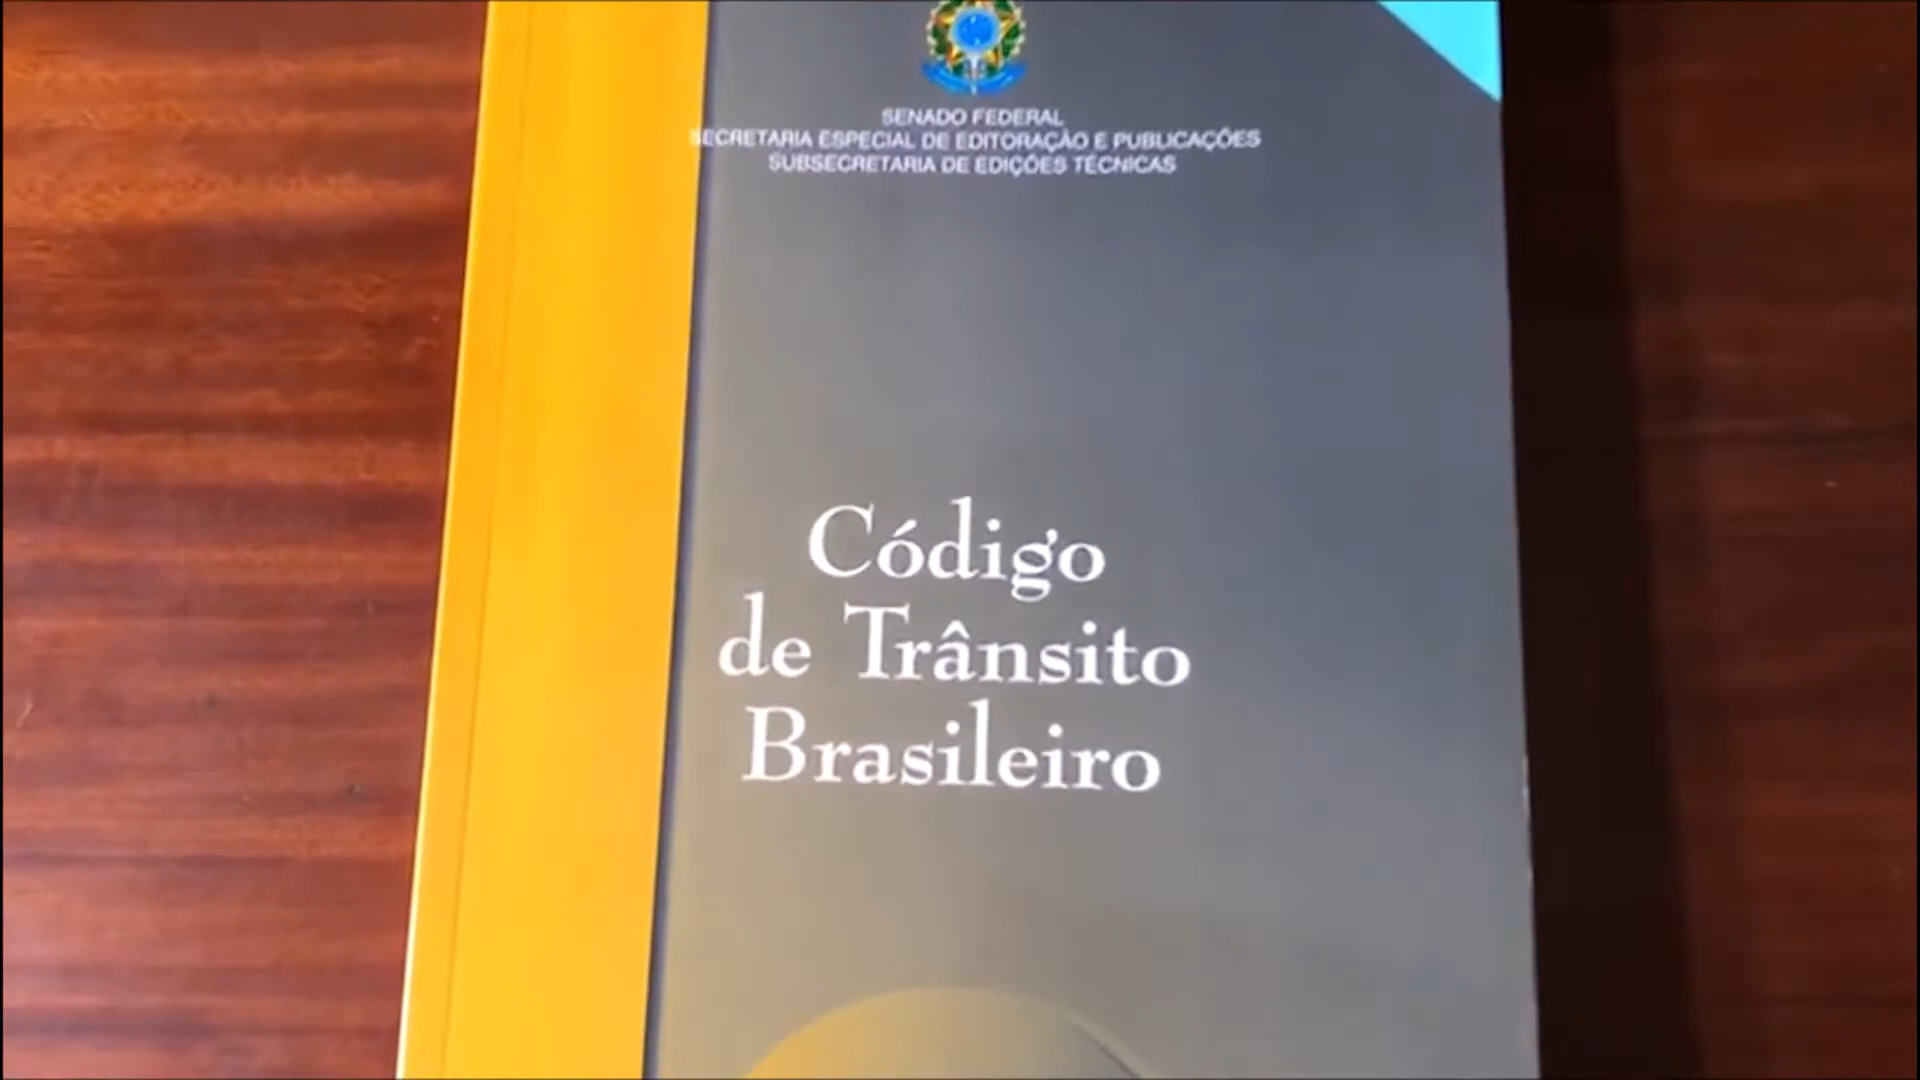 SENADO FEDERAL
SECRETARIA ESPECIAL DE EDITORAÇÃO E PUBLICAÇÕES
SUBSECRETARIA DE EDIÇÕES TÉCNICAS
Código
de Trânsito
Brasileiro